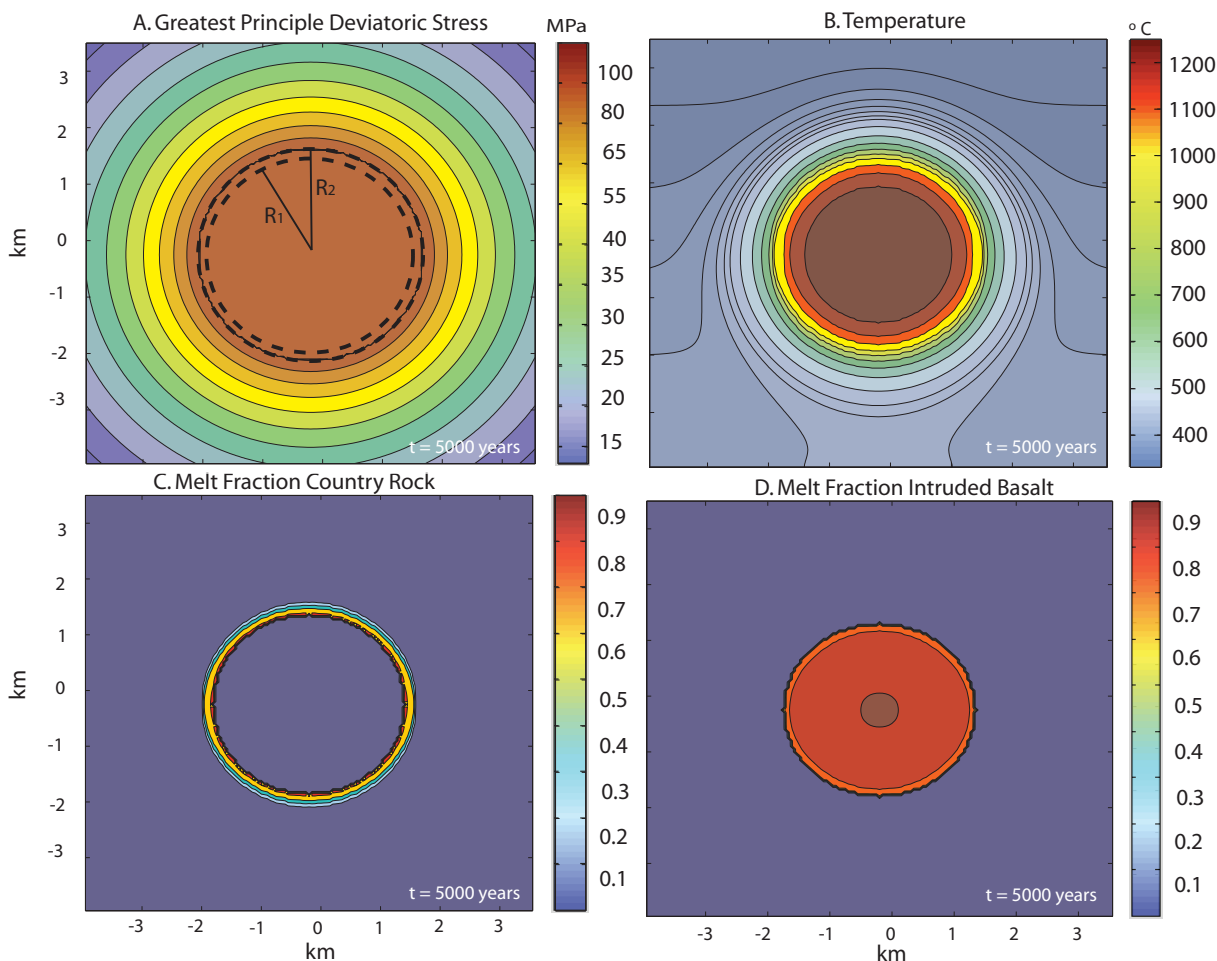 A. Greatest Principle Deviatoric Stress
MPa
B. Temperature
o C
3
2
1
0
-1
-2
-3
km
R1
R2
t = 5000 years
100
80
65
55
40
35
20
15
t = 5000 years
1200
1100
1000
900
800
700
600
500
400
C. Melt Fraction Country Rock
D. Melt Fraction Intruded Basalt
3
2
1
0
-1
-2
-3
km
t = 5000 years
0.9
0.8
0.7
0.6
0.5
0.4
0.3
0.2
0.1
t = 5000 years
0.9
0.8
0.7
0.6
0.5
0.4
0.3
0.2
0.1
-3 -2 -1 0 1 2 3
km
-3 -2 -1 0 1 2 3
km